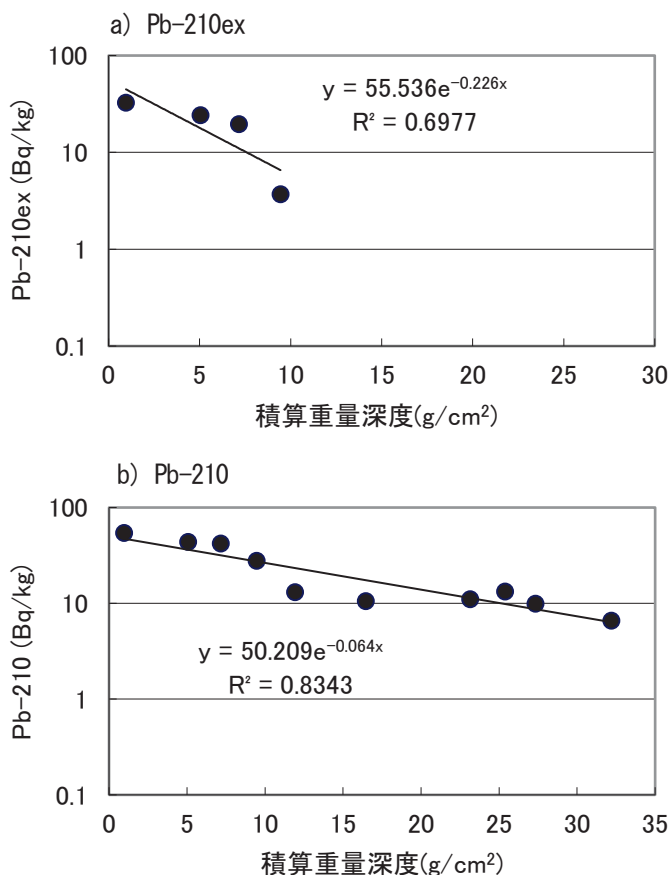 a) Pb-210ex
Pb-210ex (Bq/kg)
100
10
1
0.1
y = 55.536e^{-0.226x}
R² = 0.6977
0 5 10 15 20 25 30
積算重量深度(g/cm²)
b) Pb-210
Pb-210 (Bq/kg)
100
10
1
0.1
y = 50.209e^{-0.064x}
R² = 0.8343
0 5 10 15 20 25 30 35
積算重量深度(g/cm²)